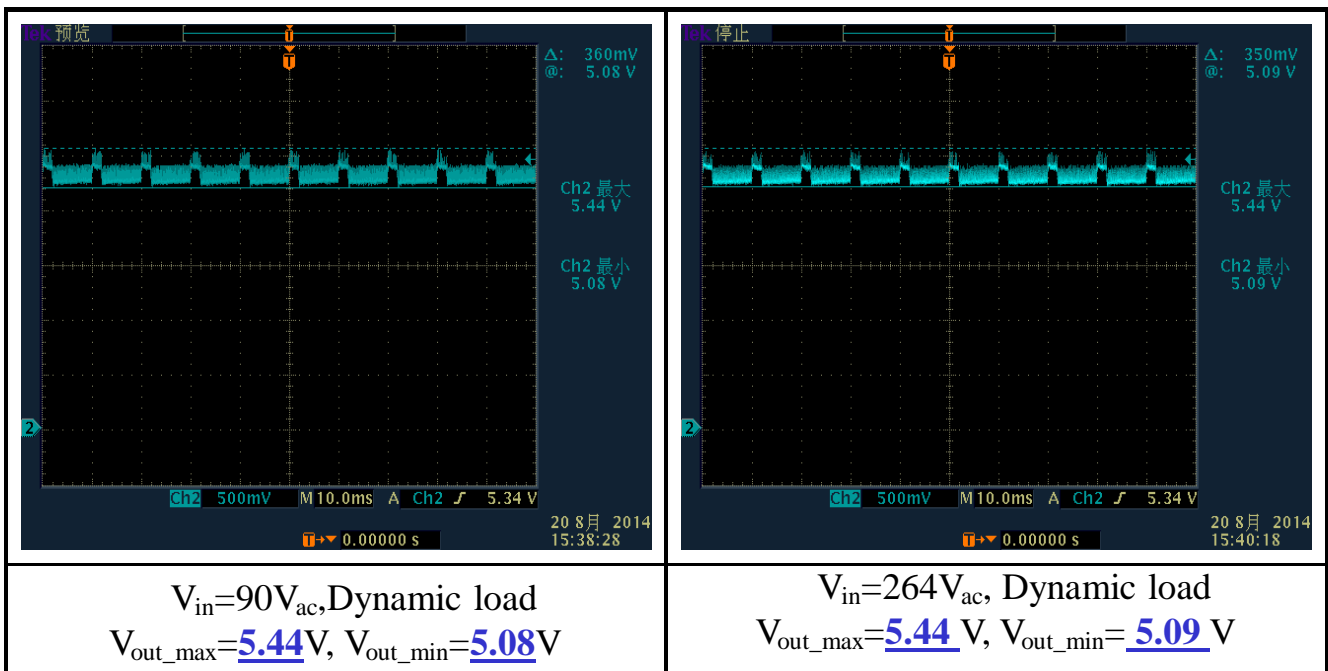 Tek 预览
T
T
Δ: 360mV
@: 5.08 V
Ch2 最大
5.44 V
Ch2 最小
5.08 V
2
Ch2 500mV M 10.0ms A Ch2 5.34 V
20 8月 2014
15:38:28
T→▼ 0.00000 s
Tek 停止
T
T
Δ: 350mV
@: 5.09 V
Ch2 最大
5.44 V
Ch2 最小
5.09 V
2
Ch2 500mV M 10.0ms A Ch2 5.34 V
20 8月 2014
15:40:18
T→▼ 0.00000 s
Vin=90Vac,Dynamic load
Vout_max=5.44V, Vout_min=5.08V
Vin=264Vac, Dynamic load
Vout_max=5.44 V, Vout_min= 5.09 V